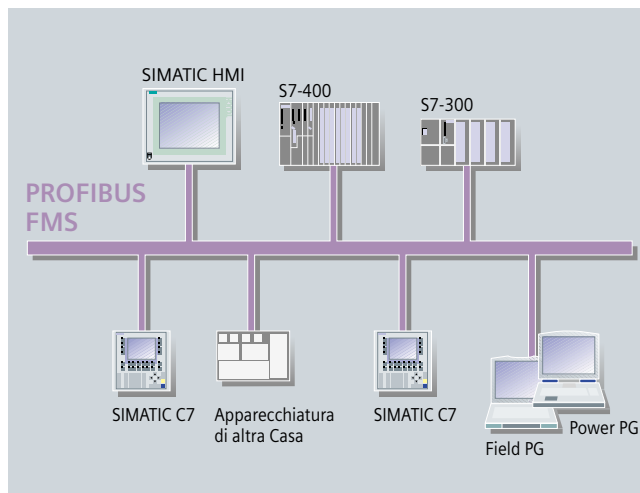 SIMATIC HMI
S7-400
S7-300
PROFIBUS
FMS
SIMATIC C7
Apparecchiatura
di altra Casa
SIMATIC C7
Field PG
Power PG